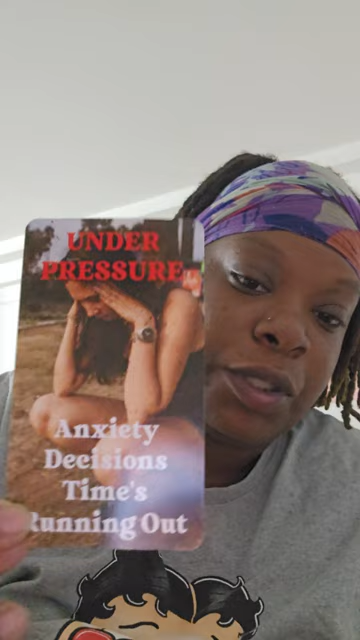 UNDER
PRESSURE
Anxiety
Decisions
Time's
Running Out